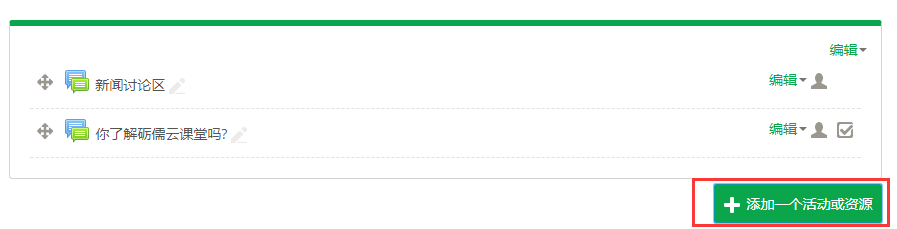 编辑
新闻讨论区
编辑
你了解砺儒云课堂吗?
编辑
添加一个活动或资源